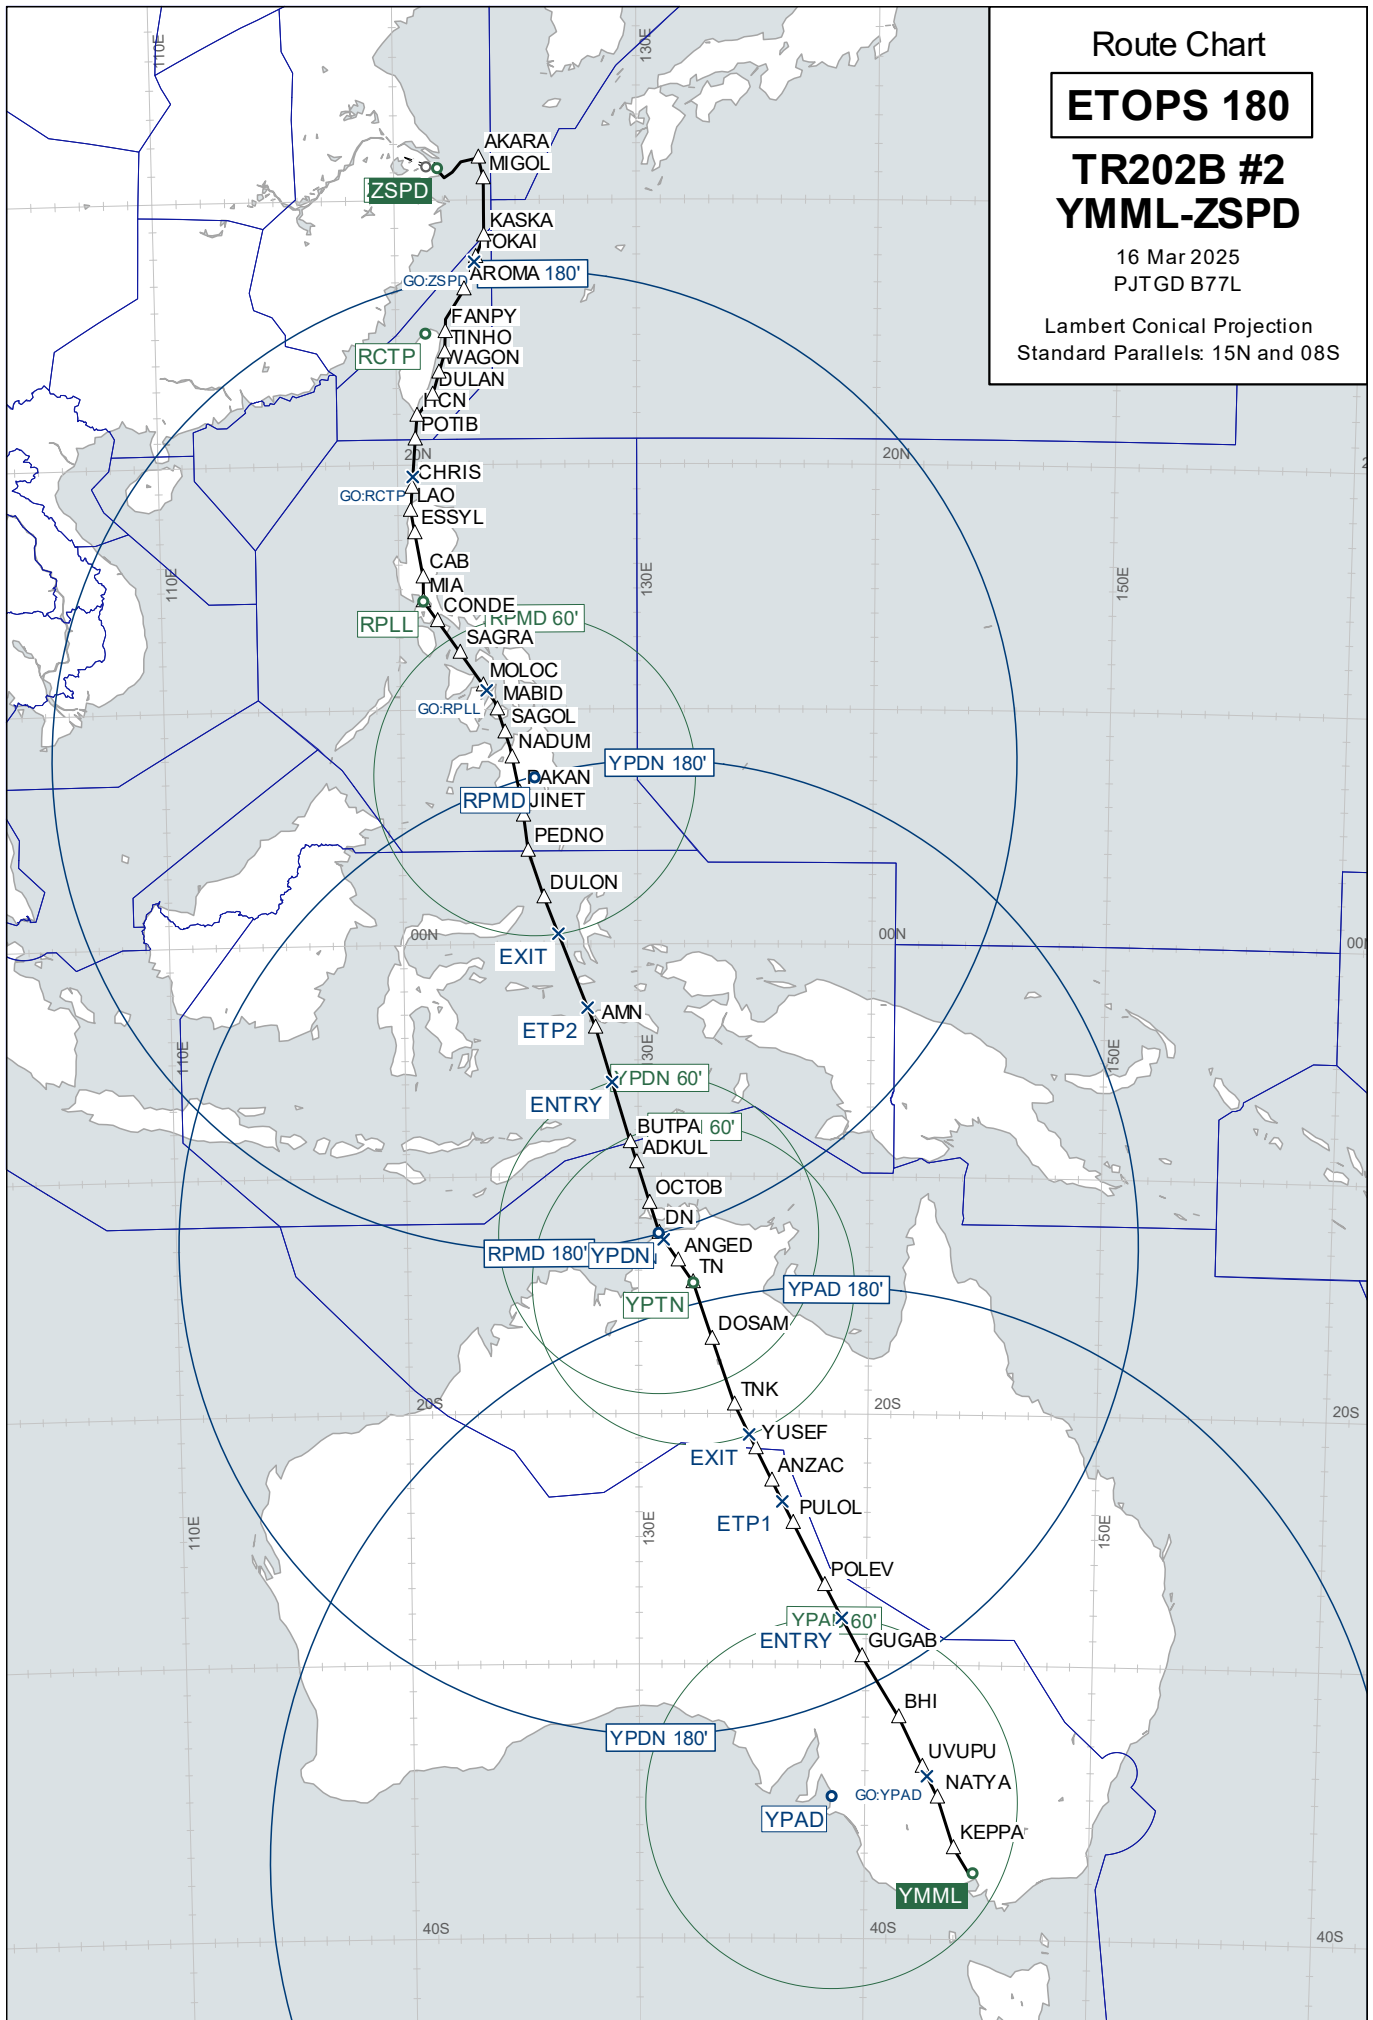 Route Chart
ETOPS 180
TR202B #2
YMML-ZSPD
16 Mar 2025
PJTGD B77L
Lambert Conical Projection
Standard Parallels: 15N and 08S
110E
130E
AKARA
MIGOL
ZSPD
KASKA
TOKAI
AROMA 180'
GO:ZSPD
FANPY
TINHO
RCTP
WAGON
DULAN
HCN
POTIB
20N
20N
CHRIS
GO:RCTP
LAO
ESSYL
CAB
110E
130E
150E
MIA
CONDE
RPLL
RPMD 60'
SAGRA
MOLOC
MABID
GO:RPLL
SAGOL
NADUM
YPDN 180'
DAKAN
RPMD
JINET
PEDNO
DULON
00N
00N
00N
EXIT
AMN
ETP2
110E
130E
150E
YPDN 60'
ENTRY
BUTPA
60'
ADKUL
OCTOB
DN
ANGED
RPMD 180'
YPDN
TN
YPAD 180'
YPTN
DOSAM
TNK
20S
20S
20S
YUSEF
EXIT
ANZAC
PULOL
ETP1
110E
130E
150E
POLEV
60'
ENTRY
GUGAB
BHI
YPDN 180'
UVUPU
NATYA
GO:YPAD
YPAD
KEPPA
YMML
40S
40S
40S